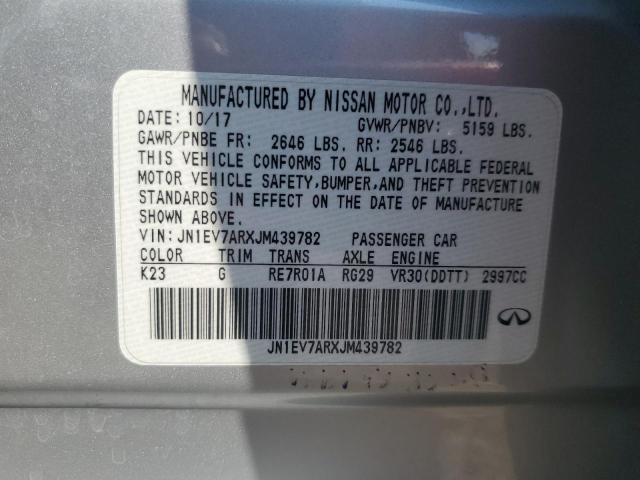 MANUFACTURED BY NISSAN MOTOR CO.,LTD.
DATE: 10/17 GVWR/PNBV: 5159 LBS.
GAWR/PNBE FR: 2646 LBS. RR: 2546 LBS.
THIS VEHICLE CONFORMS TO ALL APPLICABLE FEDERAL
MOTOR VEHICLE SAFETY,BUMPER,AND THEFT PREVENTION
STANDARDS IN EFFECT ON THE DATE OF MANUFACTURE
SHOWN ABOVE.
VIN:JN1EV7ARXJM439782 PASSENGER CAR
COLOR TRIM TRANS AXLE ENGINE
K23 G RE7R01A RG29 VR30(DDTT) 2997CC
JN1EV7ARXJM439782